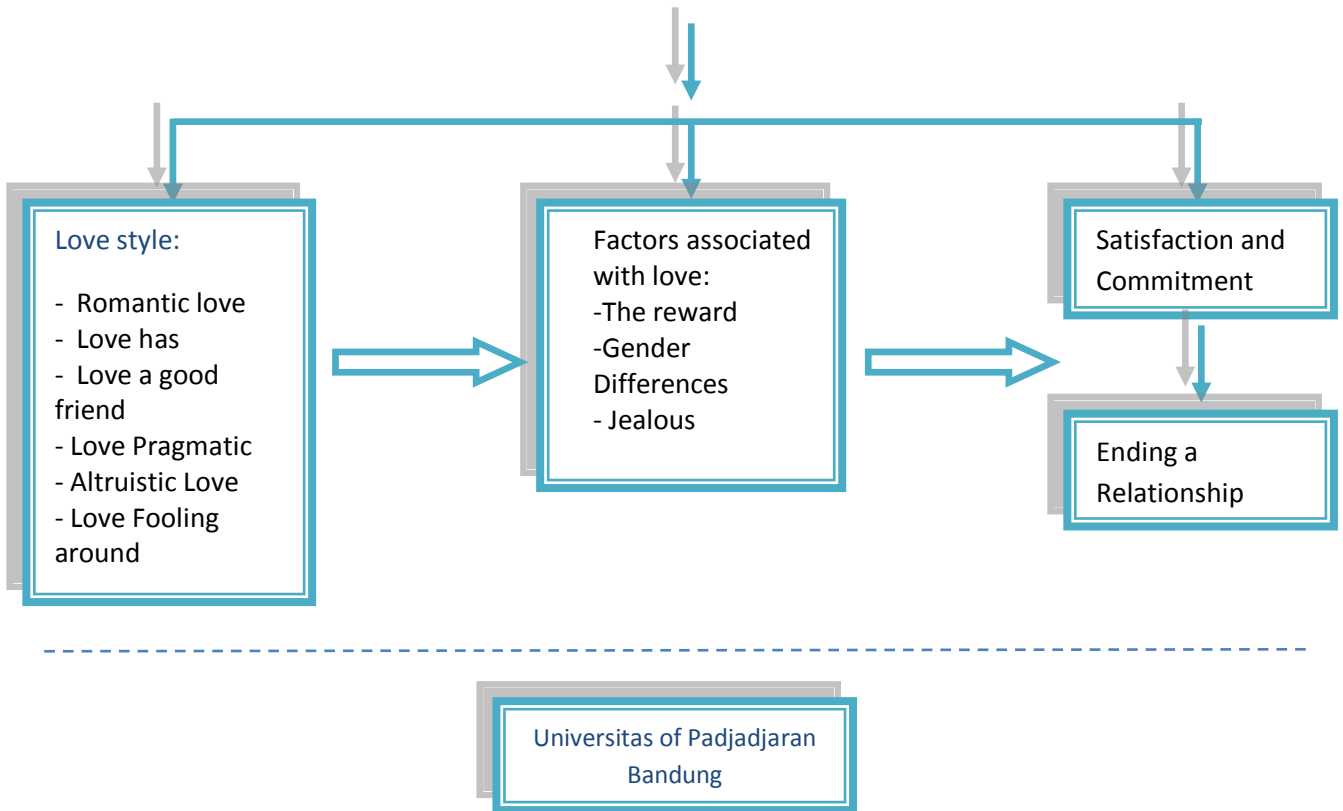 Love style:
- Romantic love
- Love has
- Love a good
friend
- Love Pragmatic
- Altruistic Love
- Love Fooling
around
Factors associated
with love:
-The reward
-Gender
Differences
- Jealous
Satisfaction and
Commitment
Ending a
Relationship
Universitas of Padjadjaran
Bandung